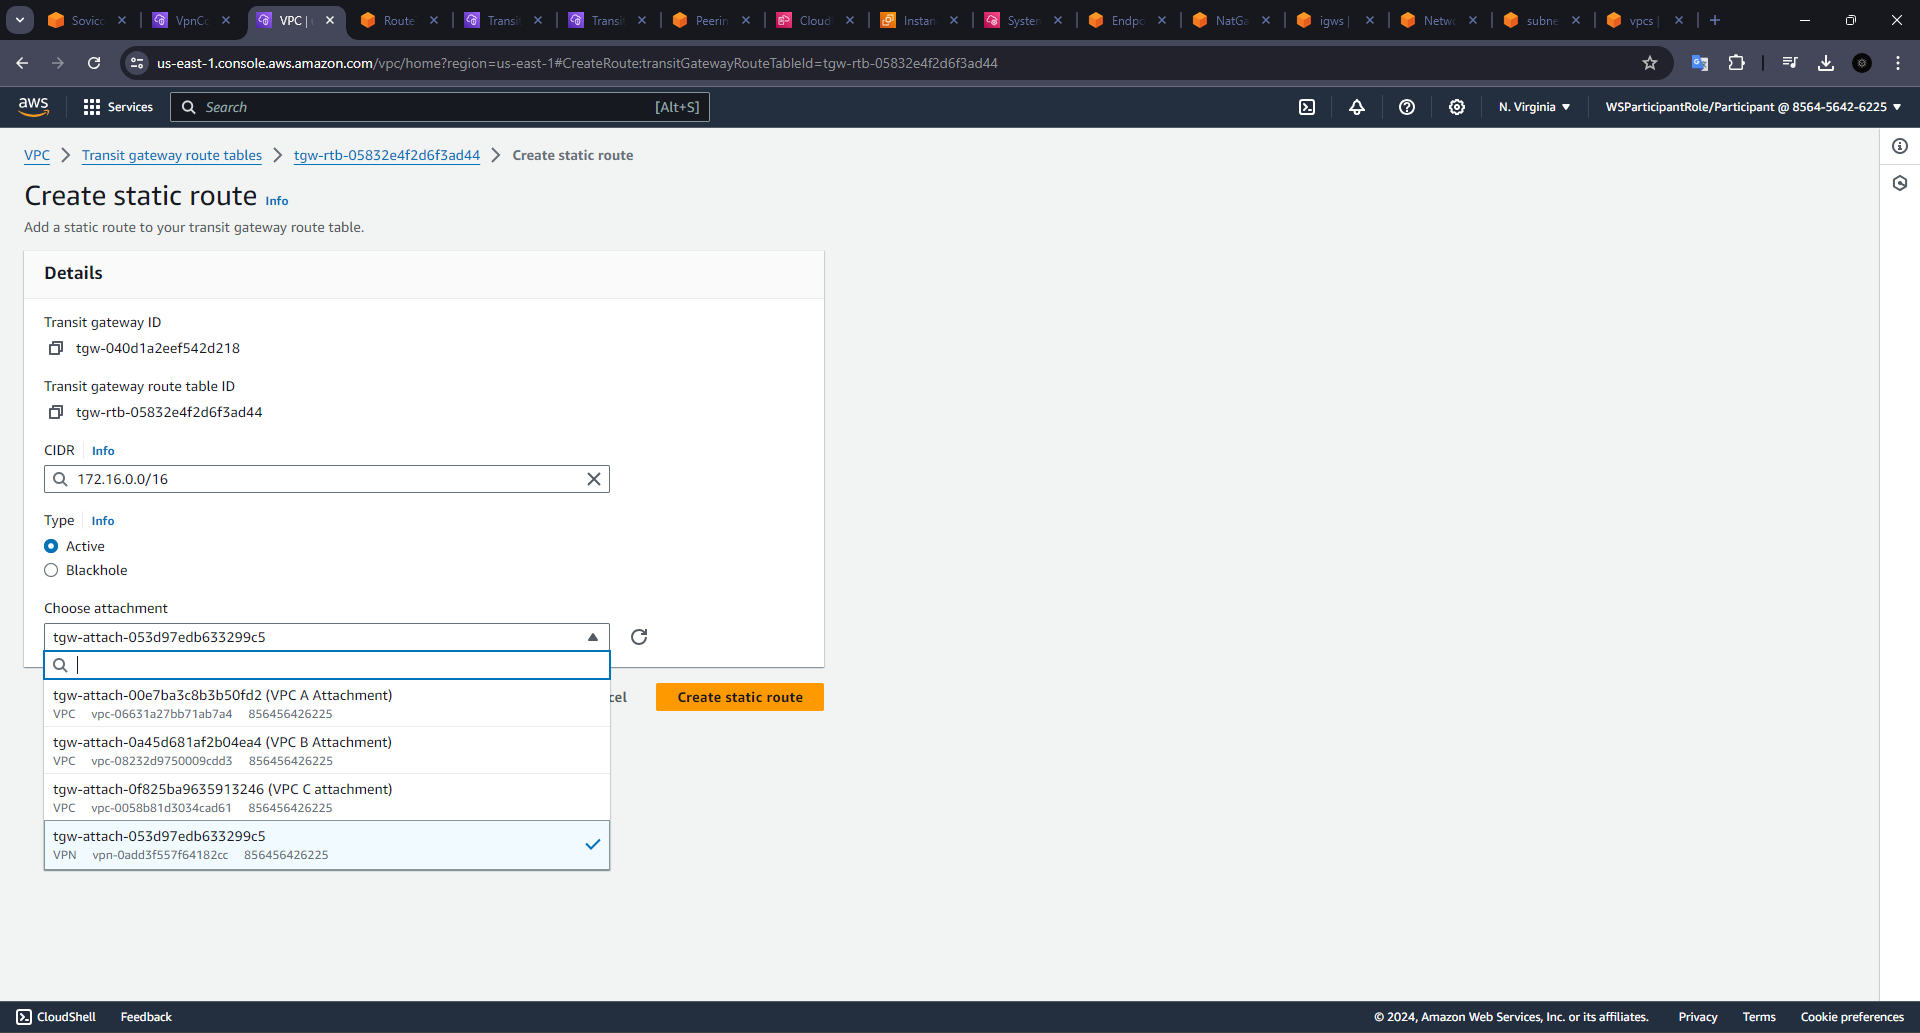 Sovico
VpnCo
VPC |
Route
Transit
Transit
Peerin
Cloud
Instan
System
Endpo
NatGa
igws |
Netwo
subne
vpcs |
us-east-1.console.aws.amazon.com/vpc/home?region=us-east-1#CreateRoute:transitGatewayRouteTableId=tgw-rtb-05832e4f2d6f3ad44
aws
Services
Search
[Alt+S]
N. Virginia
WSParticipantRole/Participant @ 8564-5642-6225
VPC
Transit gateway route tables
tgw-rtb-05832e4f2d6f3ad44
Create static route
Create static route Info
Add a static route to your transit gateway route table.
Details
Transit gateway ID
tgw-040d1a2eef542d218
Transit gateway route table ID
tgw-rtb-05832e4f2d6f3ad44
CIDR Info
172.16.0.0/16
Type Info
Active
Blackhole
Choose attachment
tgw-attach-053d97edb633299c5
tgw-attach-00e7ba3c8b3b50fd2 (VPC A Attachment)
VPC vpc-06631a27bb71ab7a4 856456426225
tgw-attach-0a45d681af2b04ea4 (VPC B Attachment)
VPC vpc-08232d9750009cdd3 856456426225
tgw-attach-0f825ba9635913246 (VPC C attachment)
VPC vpc-0058b81d3034cad61 856456426225
tgw-attach-053d97edb633299c5
VPN vpn-0add3f557f64182cc 856456426225
cel
Create static route
CloudShell
Feedback
© 2024, Amazon Web Services, Inc. or its affiliates.
Privacy
Terms
Cookie preferences